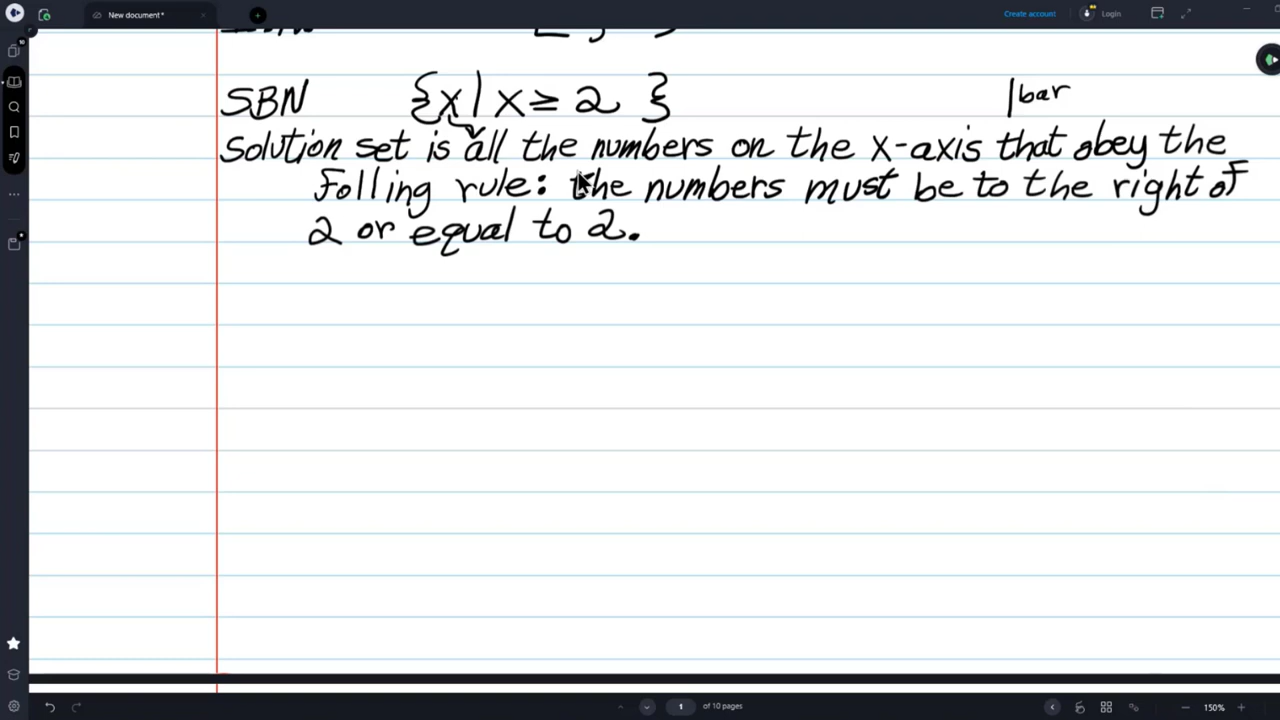 New document*
Create account
Login
SBN {x | x ≥ 2 } | bar
Solution set is all the numbers on the x-axis that obey the
folling rule: the numbers must be to the right of
2 or equal to 2.
1 of 10 pages
150%